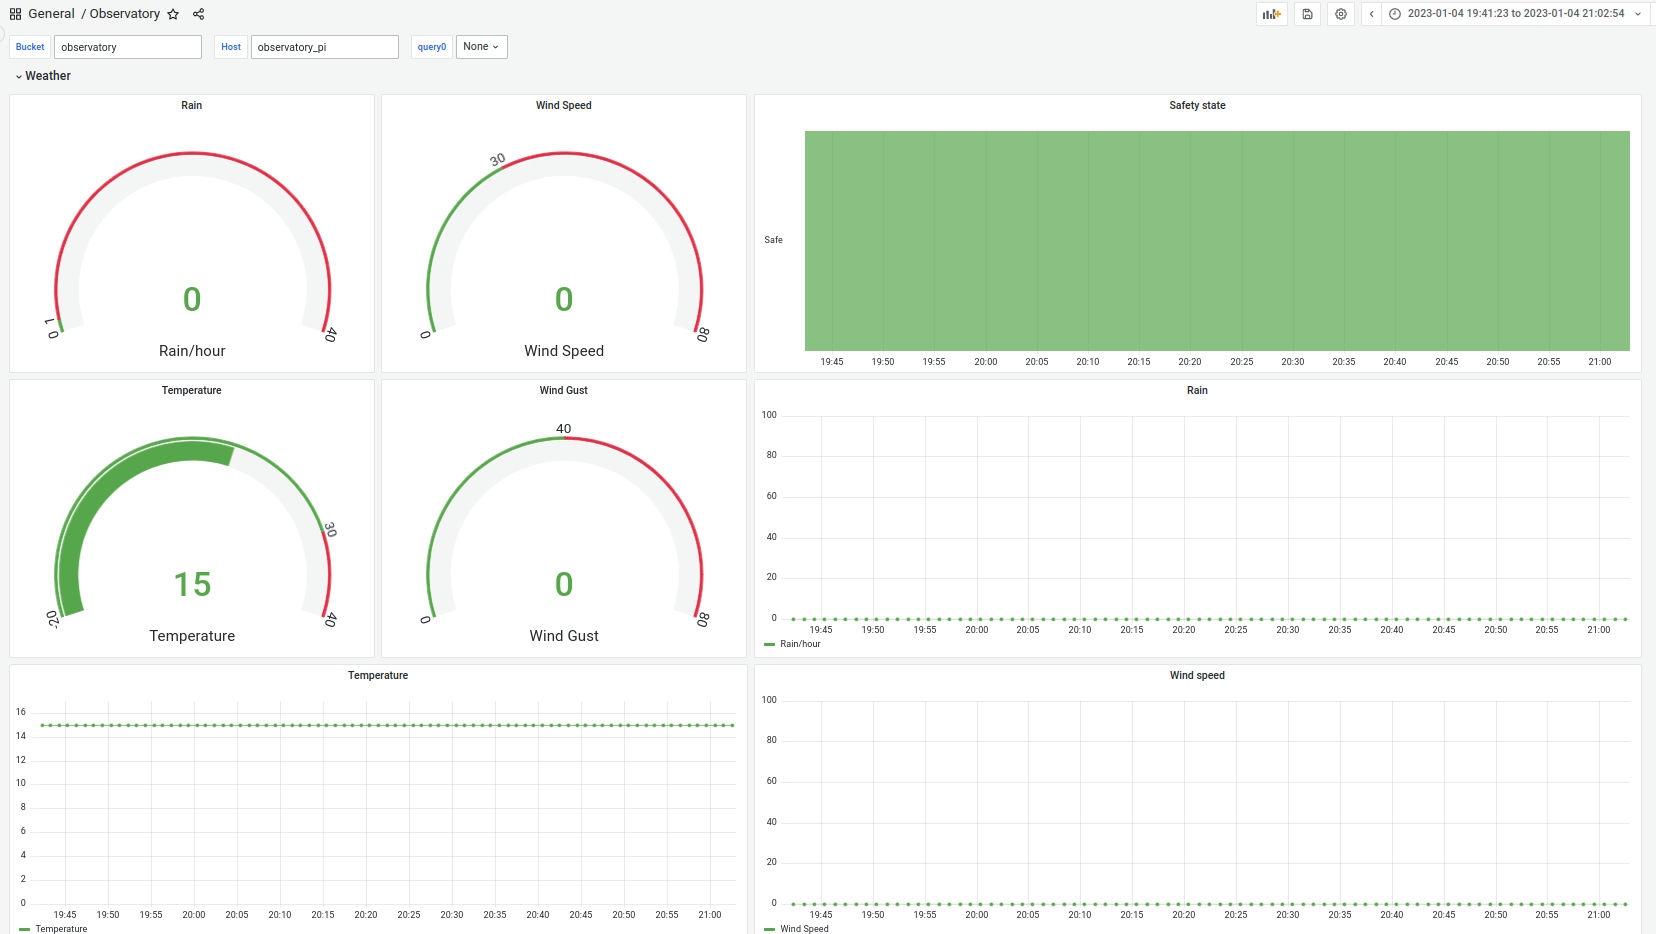 General / Observatory
2023-01-04 19:41:23 to 2023-01-04 21:02:54
Bucket observatory Host observatory_pi query0 None
Weather
Rain
0
1
40
0
Rain/hour
Wind Speed
0
30
80
0
Wind Speed
Safety state
Safe
19:45 19:50 19:55 20:00 20:05 20:10 20:15 20:20 20:25 20:30 20:35 20:40 20:45 20:50 20:55 21:00
Temperature
-20
30
40
15
Temperature
Wind Gust
0
40
80
0
Wind Gust
Rain
100
80
60
40
20
0
19:45 19:50 19:55 20:00 20:05 20:10 20:15 20:20 20:25 20:30 20:35 20:40 20:45 20:50 20:55 21:00
Rain/hour
Temperature
16
14
12
10
8
6
4
2
0
19:45 19:50 19:55 20:00 20:05 20:10 20:15 20:20 20:25 20:30 20:35 20:40 20:45 20:50 20:55 21:00
Temperature
Wind speed
100
80
60
40
20
0
19:45 19:50 19:55 20:00 20:05 20:10 20:15 20:20 20:25 20:30 20:35 20:40 20:45 20:50 20:55 21:00
Wind Speed